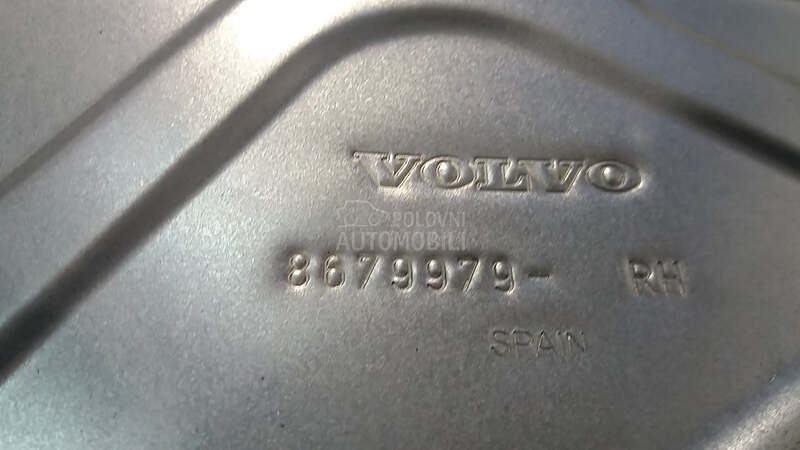 VOLVO
POLOVNI
AUTOMOBILI
8679979- RH
SPAIN